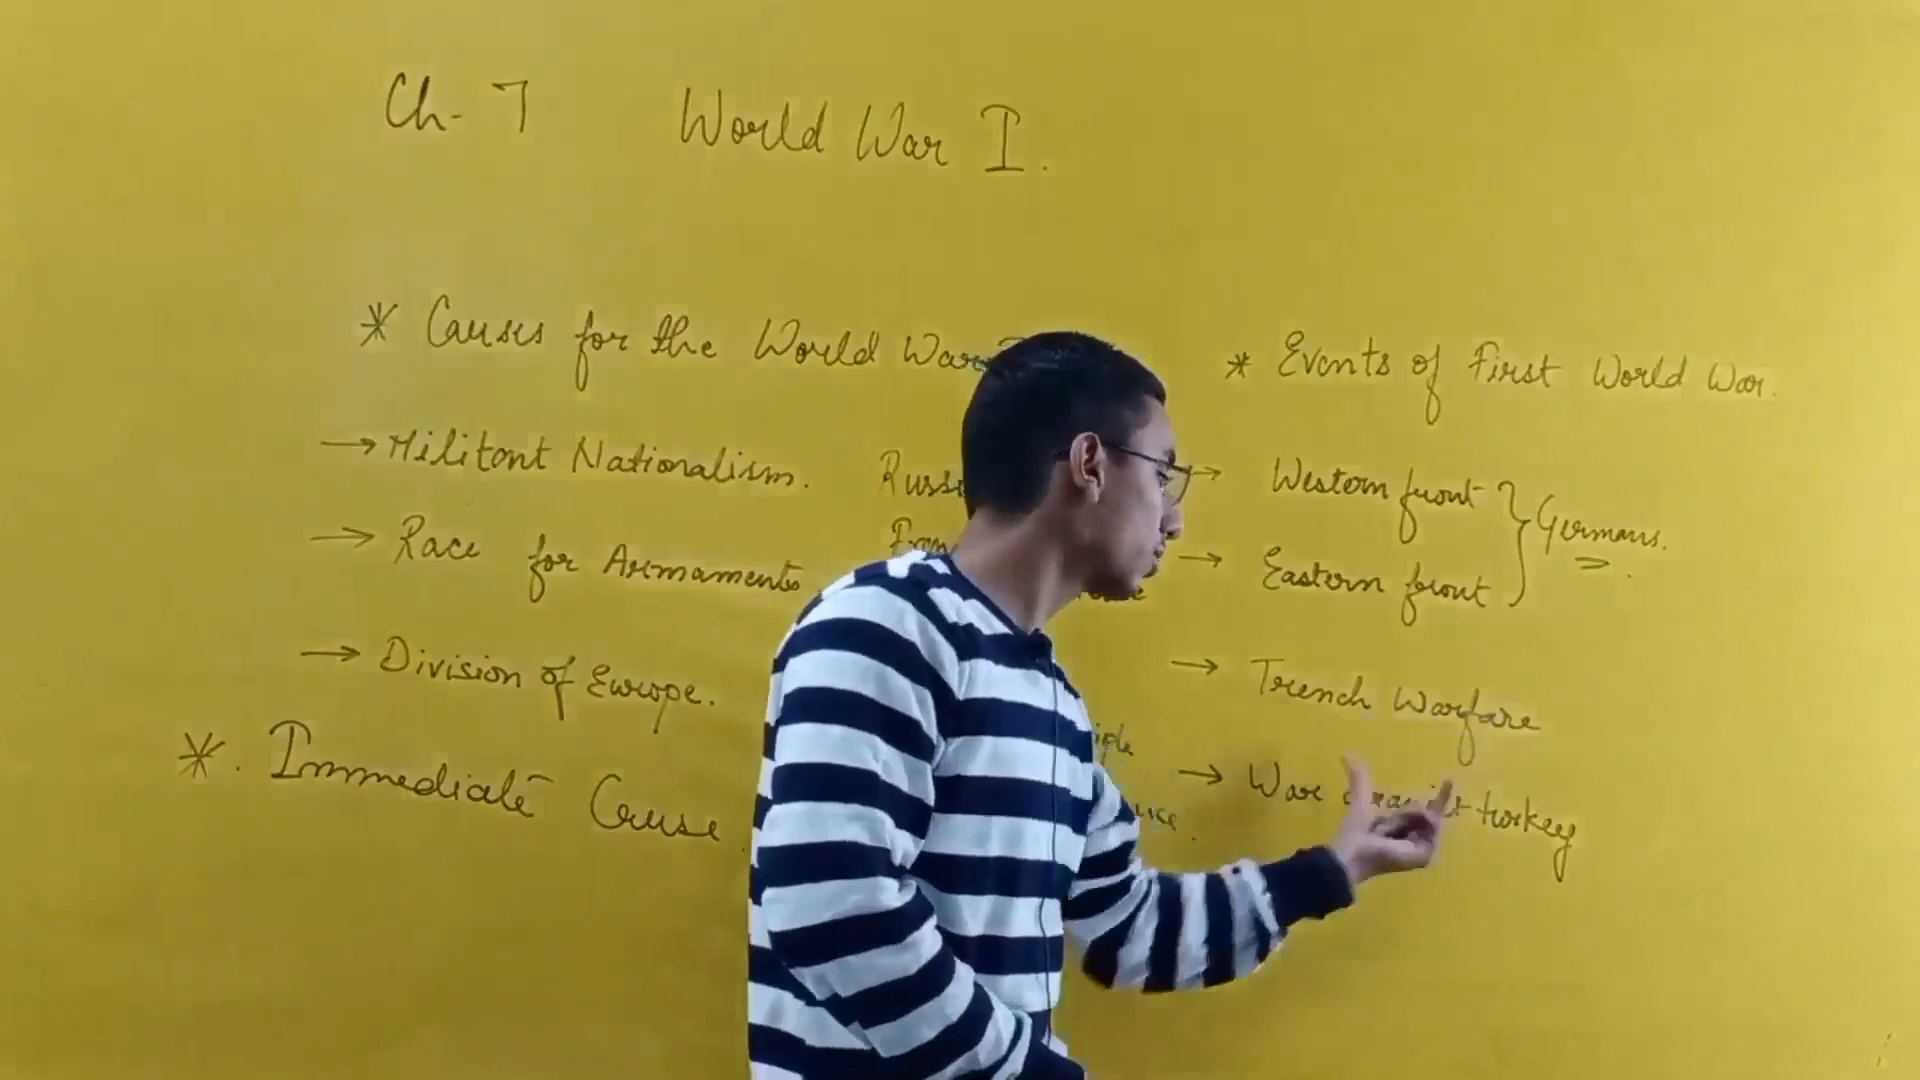 Ch- 7 World War I.
* Causes for the World War
→ Militant Nationalism.
→ Race for Armaments
→ Division of Europe.
*. Immediate Cause.
* Events of First World War.
→ Western front } Germans.
→ Eastern front
→ Trench Warfare
→ War against turkey